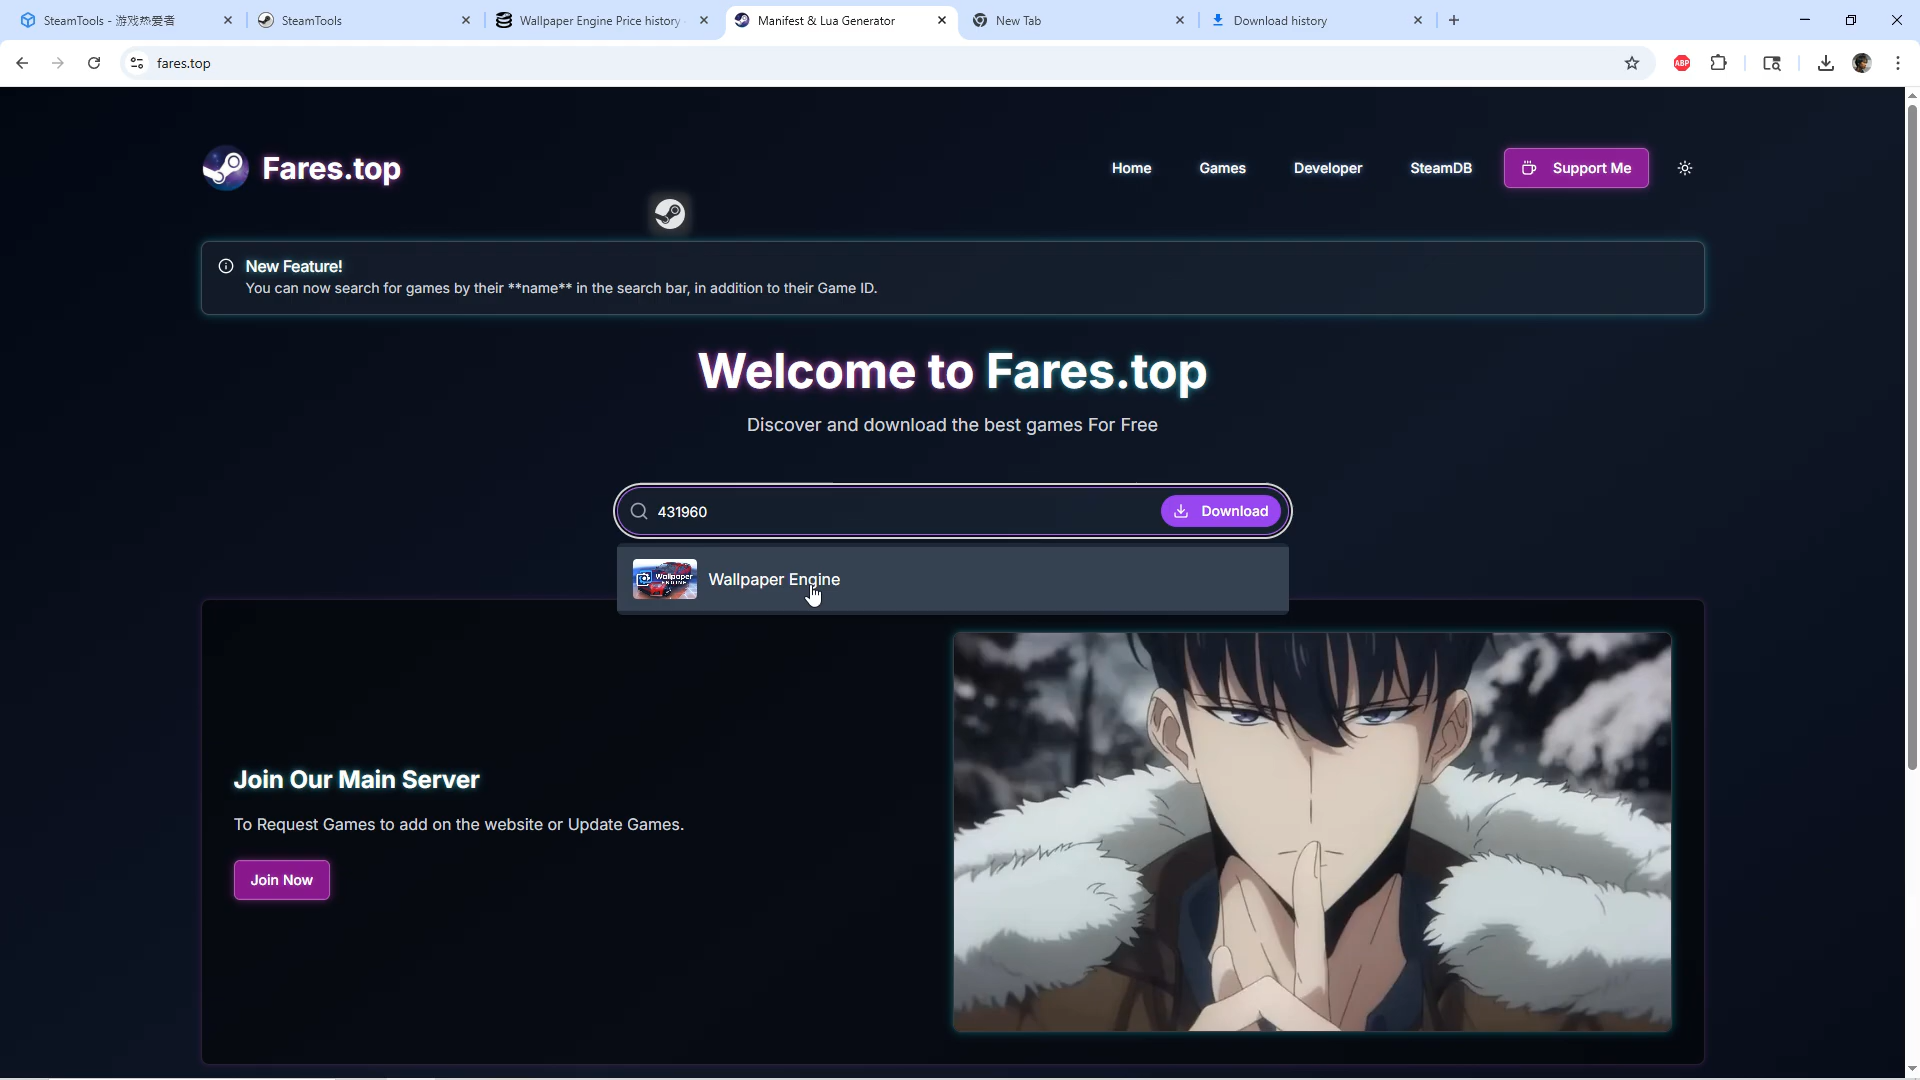 SteamTools - 游戏热爱者
SteamTools
Wallpaper Engine Price history
Manifest & Lua Generator
New Tab
Download history
fares.top
ABP
Fares.top
Home
Games
Developer
SteamDB
Support Me
New Feature!
You can now search for games by their **name** in the search bar, in addition to their Game ID.
Welcome to Fares.top
Discover and download the best games For Free
431960
Download
Wallpaper ENGINE
Wallpaper Engine
Join Our Main Server
To Request Games to add on the website or Update Games.
Join Now